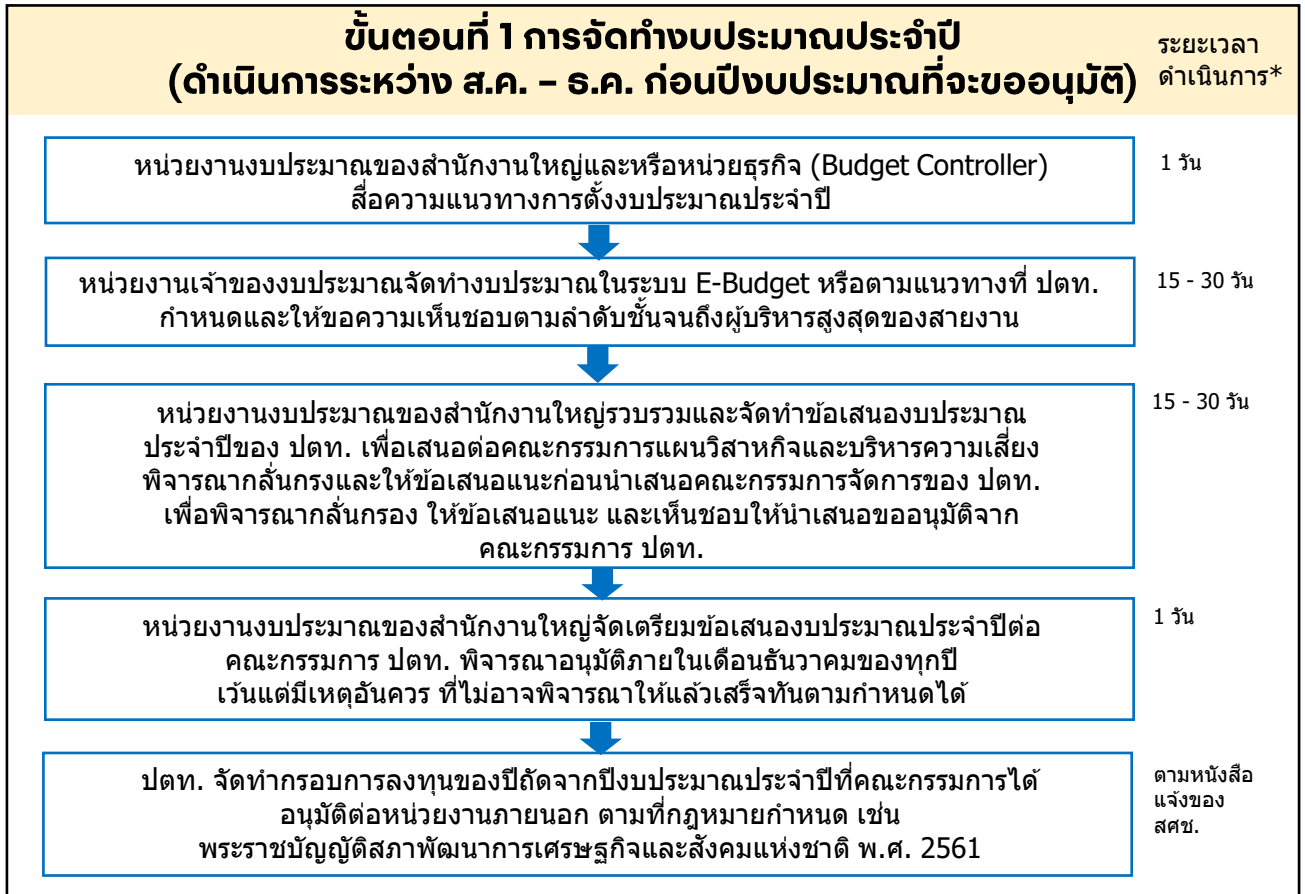 ขั้นตอนที่ 1 การจัดทำงบประมาณประจำปี
(ดำเนินการระหว่าง ส.ค. – ธ.ค. ก่อนปีงบประมาณที่จะขออนุมัติ)
ระยะเวลา
ดำเนินการ*
หน่วยงานงบประมาณของสำนักงานใหญ่และหรือหน่วยธุรกิจ (Budget Controller)
สื่อความแนวทางการตั้งงบประมาณประจำปี
1 วัน
หน่วยงานเจ้าของงบประมาณจัดทำงบประมาณในระบบ E-Budget หรือตามแนวทางที่ ปตท.
กำหนดและให้ขอความเห็นชอบตามลำดับชั้นจนถึงผู้บริหารสูงสุดของสายงาน
15 - 30 วัน
หน่วยงานงบประมาณของสำนักงานใหญ่รวบรวมและจัดทำข้อเสนองบประมาณ
ประจำปีของ ปตท. เพื่อเสนอต่อคณะกรรมการแผนวิสาหกิจและบริหารความเสี่ยง
พิจารณากลั่นกรงและให้ข้อเสนอแนะก่อนนำเสนอคณะกรรมการจัดการของ ปตท.
เพื่อพิจารณากลั่นกรอง ให้ข้อเสนอแนะ และเห็นชอบให้นำเสนอขออนุมัติจาก
คณะกรรมการ ปตท.
15 - 30 วัน
หน่วยงานงบประมาณของสำนักงานใหญ่จัดเตรียมข้อเสนองบประมาณประจำปีต่อ
คณะกรรมการ ปตท. พิจารณาอนุมัติภายในเดือนธันวาคมของทุกปี
เว้นแต่มีเหตุอันควร ที่ไม่อาจพิจารณาให้แล้วเสร็จทันตามกำหนดได้
1 วัน
ปตท. จัดทำกรอบการลงทุนของปีถัดจากปีงบประมาณประจำปีที่คณะกรรมการได้
อนุมัติต่อหน่วยงานภายนอก ตามที่กฎหมายกำหนด เช่น
พระราชบัญญัติสภาพัฒนาการเศรษฐกิจและสังคมแห่งชาติ พ.ศ. 2561
ตามหนังสือ
แจ้งของ
สศช.